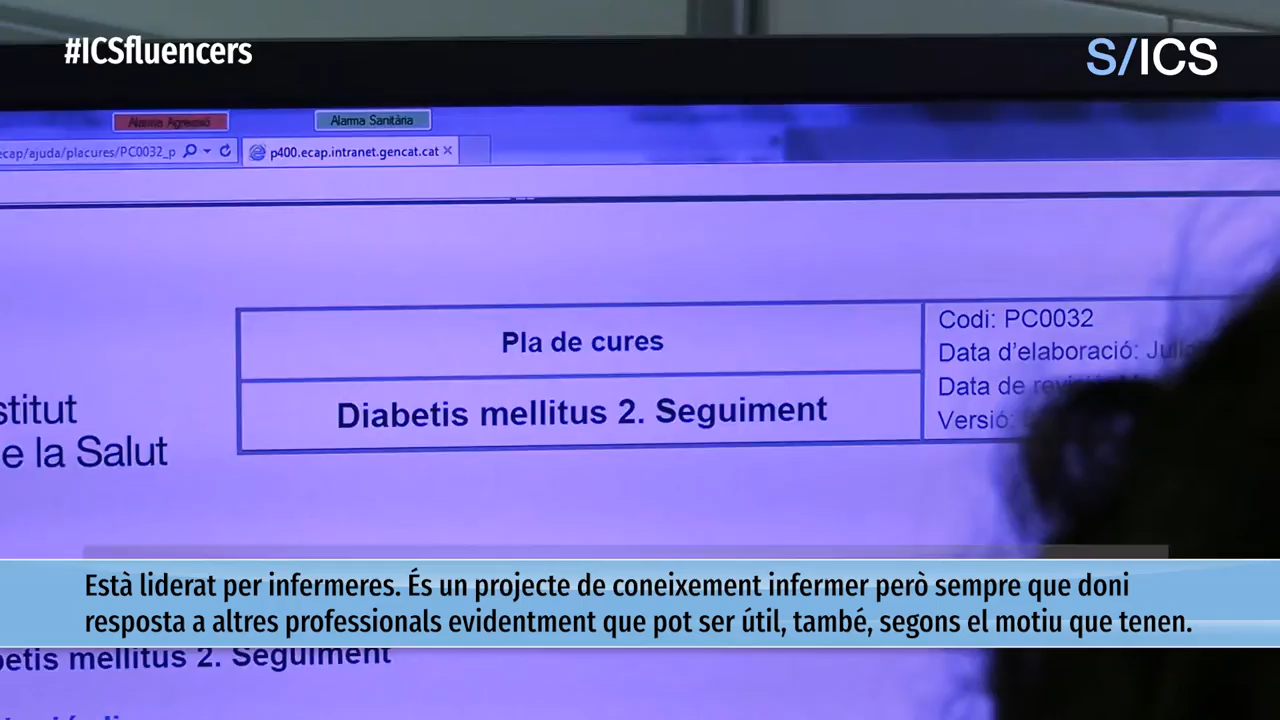 #ICSfluencers
S/ICS
Alarma Agressió
Alarma Sanitària
ecap/ajuda/placures/PC0032_p
p400.ecap.intranet.gencat.cat
Pla de cures
Diabetis mellitus 2. Seguiment
Codi: PC0032
Data d'elaboració:
Data de
Versió:
stitut
e la Salut
Està liderat per infermeres. És un projecte de coneixement infermer però sempre que doni
resposta a altres professionals evidentment que pot ser útil, també, segons el motiu que tenen.
betis mellitus 2. Seguiment